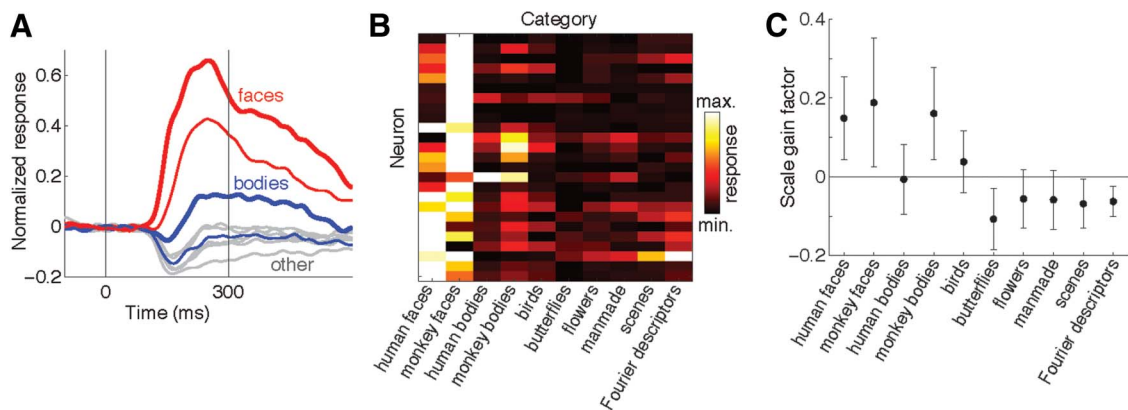 A
Normalized response
0.6
0.4
0.2
0
−0.2
faces
bodies
other
0
300
Time (ms)
B
Category
Neuron
max.
response
min.
human faces
monkey faces
human bodies
monkey bodies
birds
butterflies
flowers
manmade
scenes
Fourier descriptors
C
Scale gain factor
0.4
0.2
0
−0.2
human faces
monkey faces
human bodies
monkey bodies
birds
butterflies
flowers
manmade
scenes
Fourier descriptors